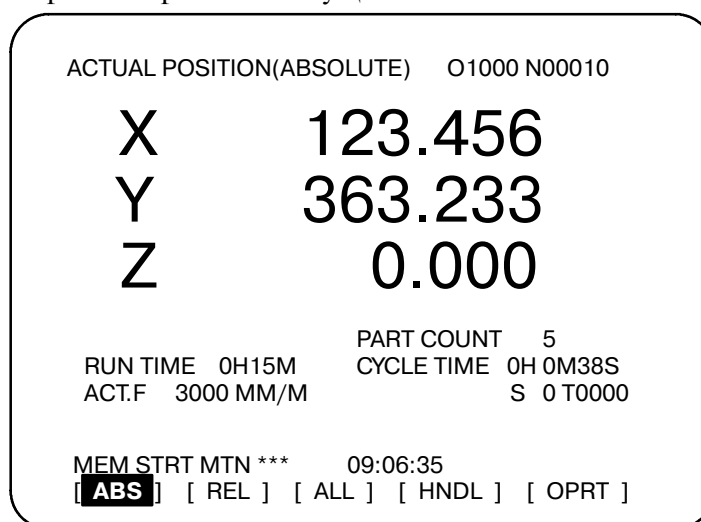 ACTUAL POSITION(ABSOLUTE) O1000 N00010
X 123.456
Y 363.233
Z 0.000
PART COUNT 5
RUN TIME 0H15M CYCLE TIME 0H 0M38S
ACT.F 3000 MM/M S 0 T0000
MEM STRT MTN *** 09:06:35
[ ABS ] [ REL ] [ ALL ] [ HNDL ] [ OPRT ]